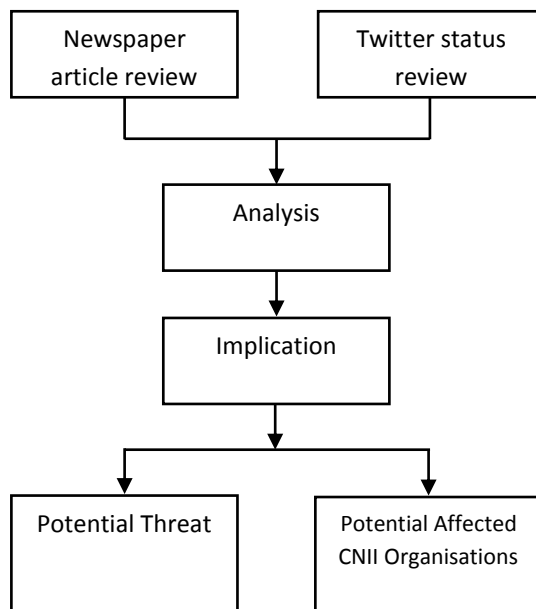 Newspaper
article review
Twitter status
review
Analysis
Implication
Potential Threat
Potential Affected
CNII Organisations